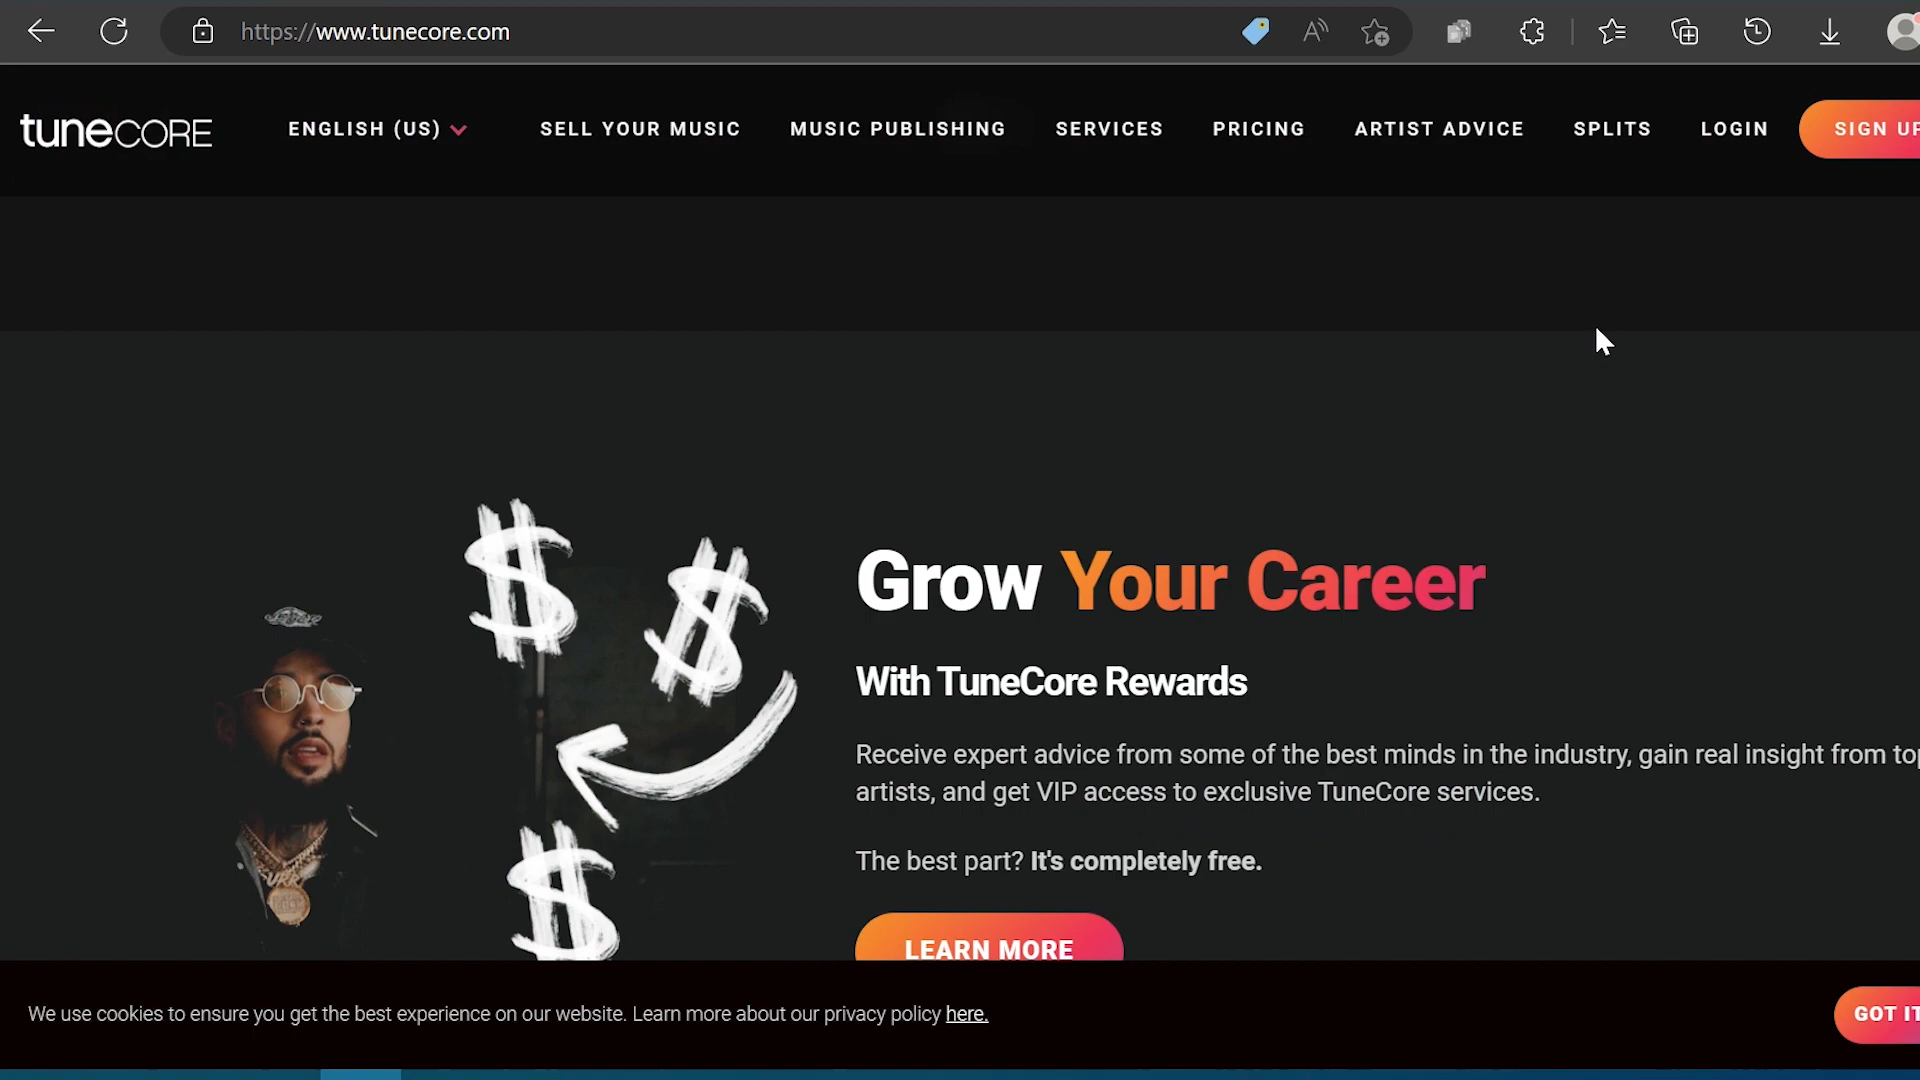 https://www.tunecore.com
tunecore
ENGLISH (US)
SELL YOUR MUSIC
MUSIC PUBLISHING
SERVICES
PRICING
ARTIST ADVICE
SPLITS
LOGIN
SIGN UP
Grow Your Career
With TuneCore Rewards
Receive expert advice from some of the best minds in the industry, gain real insight from top
artists, and get VIP access to exclusive TuneCore services.
The best part? It's completely free.
LEARN MORE
We use cookies to ensure you get the best experience on our website. Learn more about our privacy policy here.
GOT IT